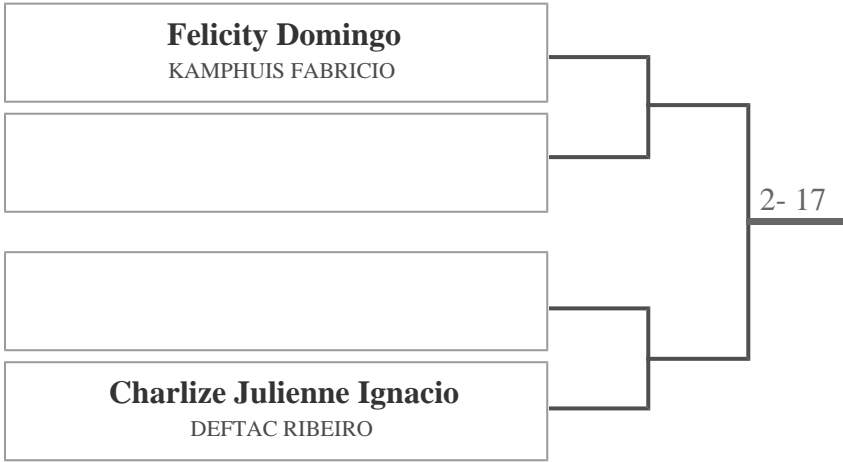 Felicity Domingo
KAMPHUIS FABRICIO
2- 17
Charlize Julienne Ignacio
DEFTAC RIBEIRO